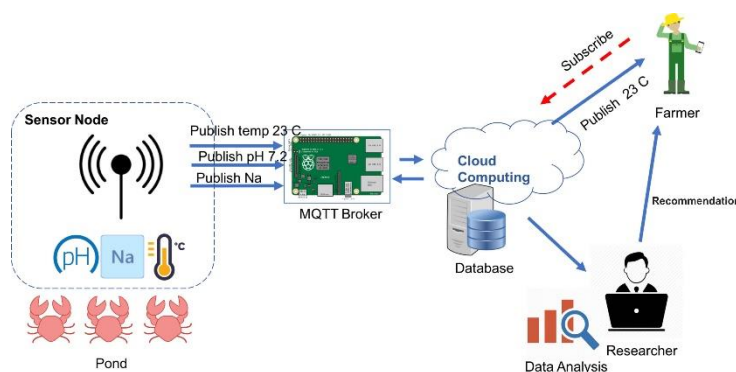 Sensor Node
Publish temp 23 C
Publish pH 7.2
Publish Na
pH
Na
°C
Pond
MQTT Broker
Cloud
Computing
Database
Subscribe
Publish 23 C
Farmer
Recommendation
Researcher
Data Analysis